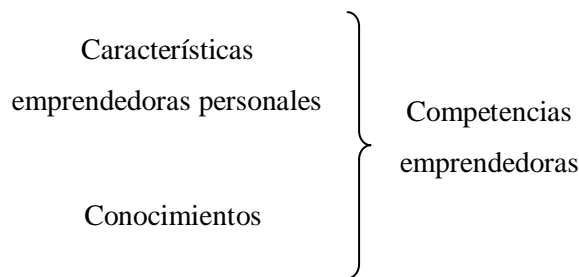 Características
emprendedoras personales
Conocimientos
Competencias
emprendedoras